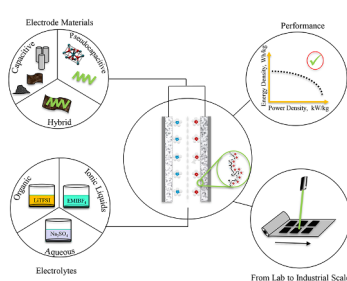 Electrode Materials
Capacitive
Pseudocapacitive
Hybrid
Performance
Energy Density, Wh/kg
Power Density, kW/kg
Organic
Ionic Liquids
LiTFSI
EMIBF₄
Na₂SO₄
Aqueous
Electrolytes
From Lab to Industrial Scale